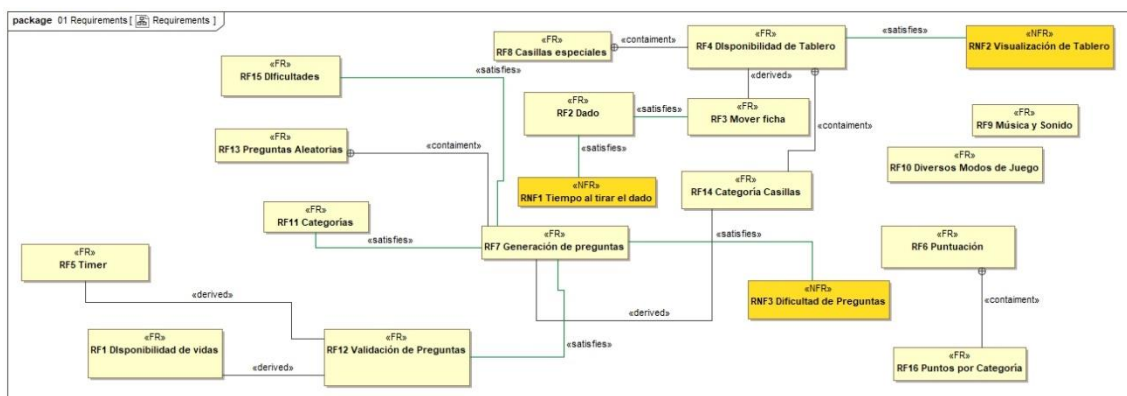 package 01 Requirements [ Requirements ]
«FR»
RF8 Casillas especiales
«contaiment»
«FR»
RF4 DIsponibilidad de Tablero
«satisfies»
«NFR»
RNF2 Visualización de Tablero
«FR»
RF15 DIficultades
«satisfies»
«derived»
«FR»
RF2 Dado
«satisfies»
«FR»
RF3 Mover ficha
«FR»
RF9 Música y Sonido
«contaiment»
«FR»
RF13 Preguntas Aleatorias
«contaiment»
«satisfies»
«FR»
RF10 Diversos Modos de Juego
«NFR»
RNF1 Tiempo al tirar el dado
«FR»
RF14 Categoría Casillas
«FR»
RF11 Categorías
«satisfies»
«FR»
RF7 Generación de preguntas
«satisfies»
«FR»
RF6 Puntuación
«FR»
RF5 Timer
«derived»
«NFR»
RNF3 Dificultad de Preguntas
«contaiment»
«derived»
«FR»
RF1 DIsponibilidad de vidas
«derived»
«FR»
RF12 Validación de Preguntas
«satisfies»
«FR»
RF16 Puntos por Categoría